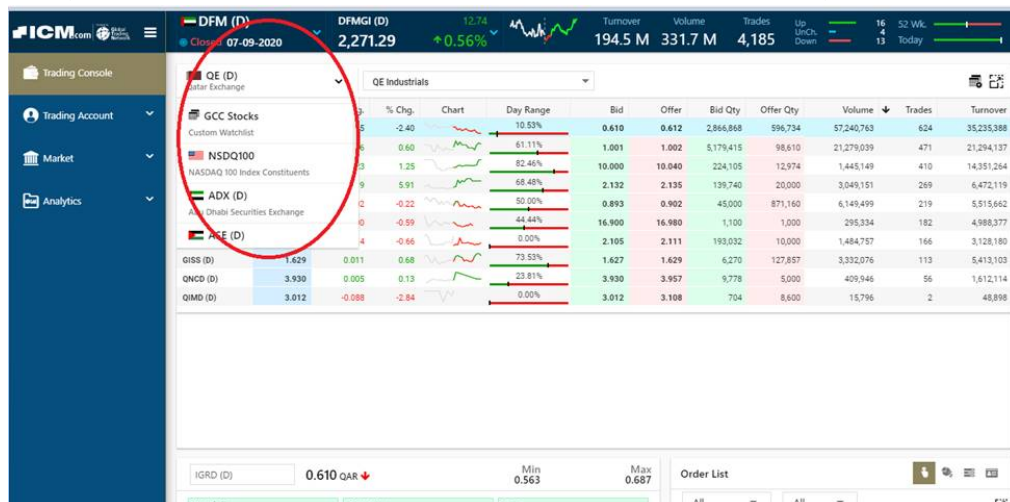 ICM.com Global Trading Network
DFM (D)
Closed 07-09-2020
DFMGI (D) 12.74
2,271.29 0.56%
Turnover Volume Trades
194.5 M 331.7 M 4,185
Up 16
UnCh. 4
Down 13
52 Wk.
Today
Trading Console
Trading Account
Market
Analytics
QE (D)
Qatar Exchange
QE Industrials
GCC Stocks
Custom Watchlist
NSDQ100
NASDAQ 100 Index Constituents
ADX (D)
Abu Dhabi Securities Exchange
ASE (D)
% Chg. Chart Day Range Bid Offer Bid Qty Offer Qty Volume Trades Turnover
-2.40 10.53% 0.610 0.612 2,866,868 596,734 57,240,763 624 35,235,388
0.60 61.11% 1.001 1.002 5,179,415 98,610 21,279,039 471 21,294,137
1.25 82.46% 10.000 10.040 224,105 12,974 1,445,149 410 14,351,264
5.91 68.48% 2.132 2.135 139,740 20,000 3,049,151 269 6,472,119
-0.22 50.00% 0.893 0.902 45,000 871,160 6,149,499 219 5,515,662
-0.59 44.44% 16.900 16.980 1,100 1,000 295,334 182 4,988,377
-0.66 0.00% 2.105 2.111 193,032 10,000 1,484,757 166 3,128,180
GISS (D) 1.629 0.011 0.68 73.53% 1.627 1.629 6,270 127,857 3,332,076 113 5,413,103
QNCD (D) 3.930 0.005 0.13 23.81% 3.930 3.957 9,778 5,000 409,946 56 1,612,114
QIMD (D) 3.012 -0.088 -2.84 0.00% 3.012 3.108 704 8,600 15,796 2 48,898
IGRD (D) 0.610 QAR
Min Max
0.563 0.687
Order List
All All